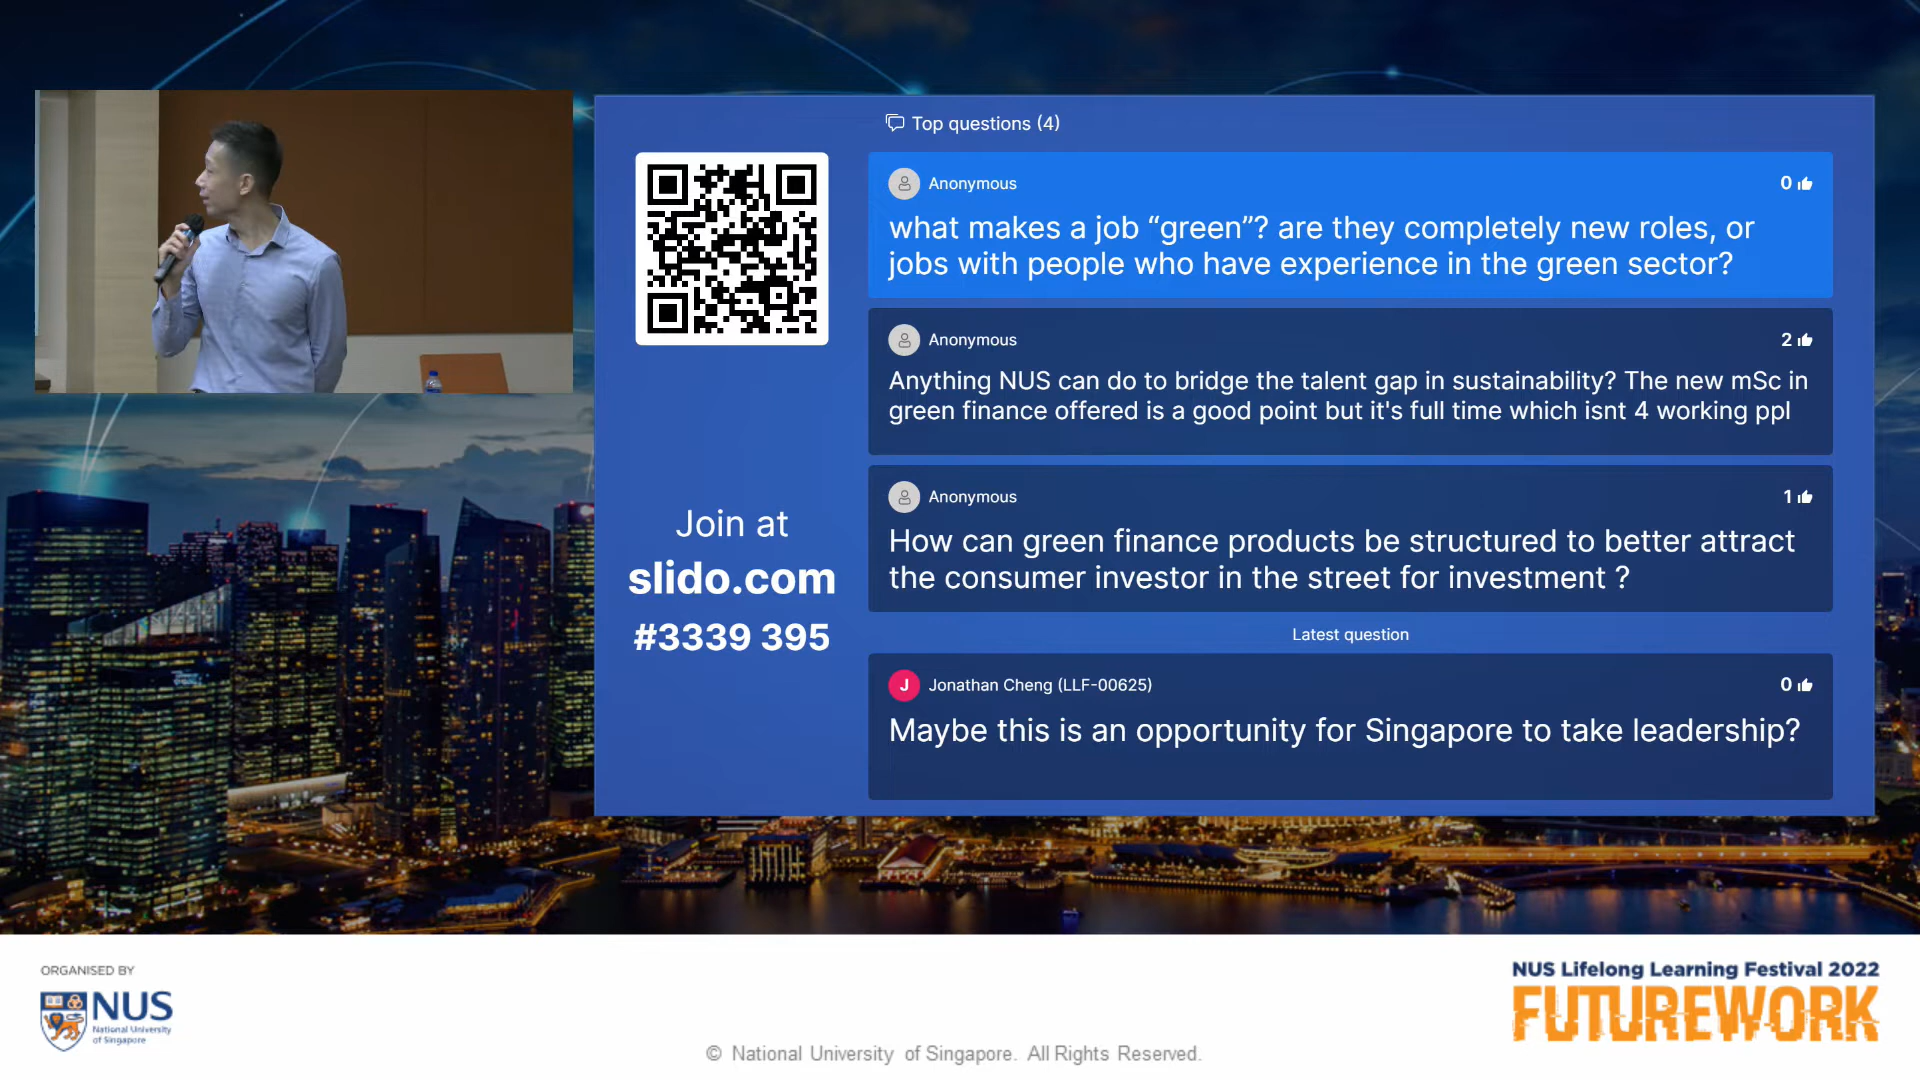 Top questions (4)
Anonymous
0
what makes a job “green”? are they completely new roles, or
jobs with people who have experience in the green sector?
Anonymous
2
Anything NUS can do to bridge the talent gap in sustainability? The new mSc in
green finance offered is a good point but it's full time which isnt 4 working ppl
Anonymous
1
How can green finance products be structured to better attract
the consumer investor in the street for investment ?
Join at
slido.com
#3339 395
Latest question
J
Jonathan Cheng (LLF-00625)
0
Maybe this is an opportunity for Singapore to take leadership?
ORGANISED BY
NUS
National University
of Singapore
NUS Lifelong Learning Festival 2022
FUTUREWORK
© National University of Singapore. All Rights Reserved.